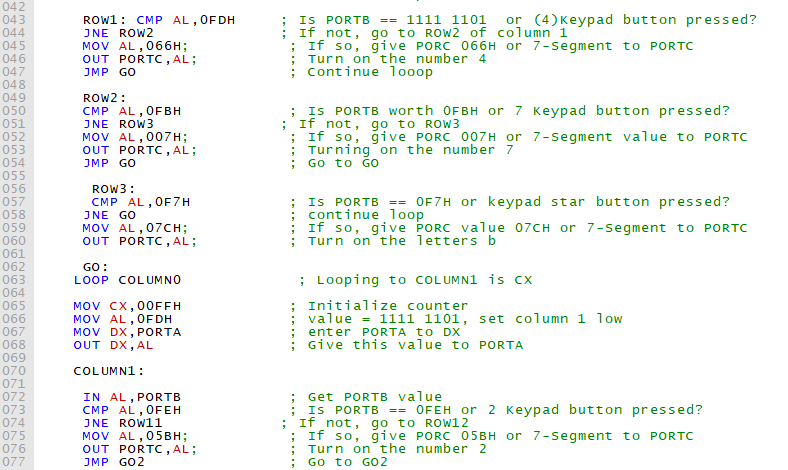 042
043 ROW1: CMP AL,0FDH ; Is PORTB == 1111 1101 or (4)Keypad button pressed?
044 JNE ROW2 ; If not, go to ROW2 of column 1
045 MOV AL,066H; ; If so, give PORC 066H or 7-Segment to PORTC
046 OUT PORTC,AL; ; Turn on the number 4
047 JMP GO ; Continue looop
048
049 ROW2:
050 CMP AL,0FBH ; Is PORTB worth 0FBH or 7 Keypad button pressed?
051 JNE ROW3 ; If not, go to ROW3
052 MOV AL,007H; ; If so, give PORC 007H or 7-Segment value to PORTC
053 OUT PORTC,AL; ; Turning on the number 7
054 JMP GO ; Go to GO
055
056 ROW3:
057 CMP AL,0F7H ; Is PORTB == 0F7H or keypad star button pressed?
058 JNE GO ; continue loop
059 MOV AL,07CH; ; If so, give PORC value 07CH or 7-Segment to PORTC
060 OUT PORTC,AL; ; Turn on the letters b
061
062 GO:
063 LOOP COLUMN0 ; Looping to COLUMN1 is CX
064
065 MOV CX,00FFH ; Initialize counter
066 MOV AL,0FDH ; value = 1111 1101, set column 1 low
067 MOV DX,PORTA ; enter PORTA to DX
068 OUT DX,AL ; Give this value to PORTA
069
070 COLUMN1:
071
072 IN AL,PORTB ; Get PORTB value
073 CMP AL,0FEH ; Is PORTB == 0FEH or 2 Keypad button pressed?
074 JNE ROW11 ; If not, go to ROW12
075 MOV AL,05BH; ; If so, give PORC 05BH or 7-Segment to PORTC
076 OUT PORTC,AL; ; Turn on the number 2
077 JMP GO2 ; Go to GO2